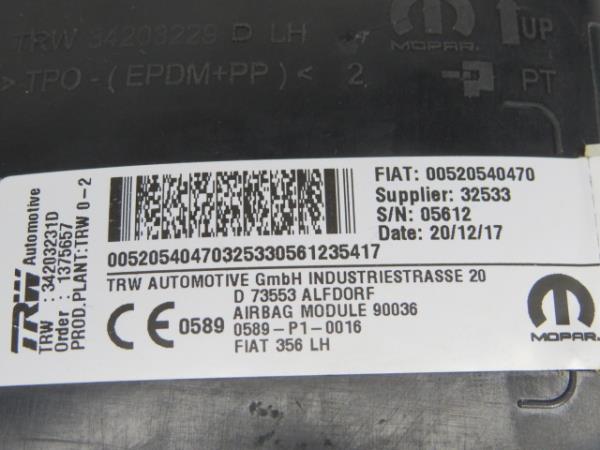 TRW 34203229 D LH
MOPAR.
UP
>TPO-(EPDM+PP)< 2
PT
TRW Automotive
TRW : 34203231D
Order : 1375657
PROD.PLANT:TRW 0-2
FIAT: 00520540470
Supplier: 32533
S/N: 05612
Date: 20/12/17
00520540470325330561235417
TRW AUTOMOTIVE GmbH INDUSTRIESTRASSE 20
D 73553 ALFDORF
AIRBAG MODULE 90036
CE 0589 0589-P1-0016
FIAT 356 LH
MOPAR.